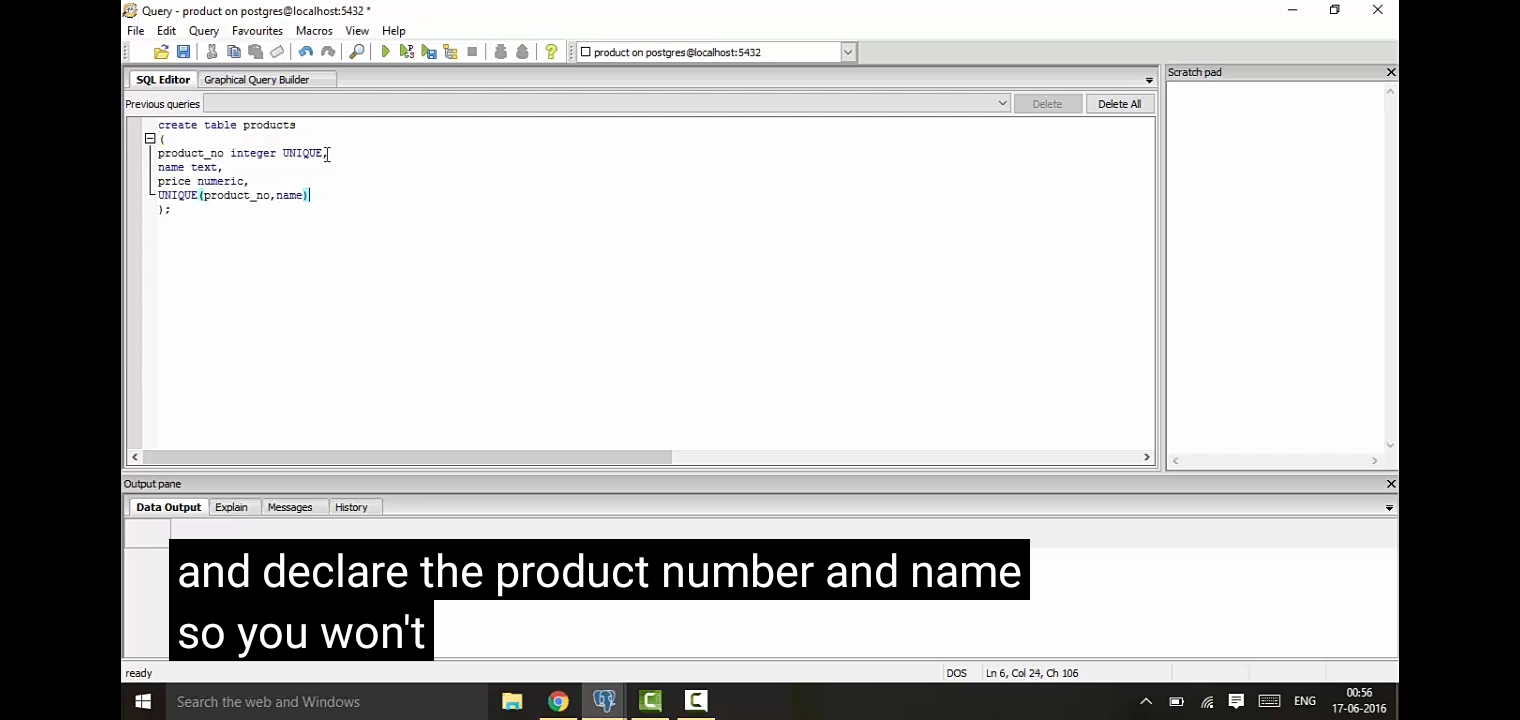 Query - product on postgres@localhost:5432 *
File Edit Query Favourites Macros View Help
product on postgres@localhost:5432
SQL Editor Graphical Query Builder
Scratch pad
Previous queries Delete Delete All
create table products
(
product_no integer UNIQUE,
name text,
price numeric,
UNIQUE(product_no,name)
);
Output pane
Data Output Explain Messages History
and declare the product number and name
so you won't
ready DOS Ln 6, Col 24, Ch 106
Search the web and Windows ENG 00:56
17-06-2016